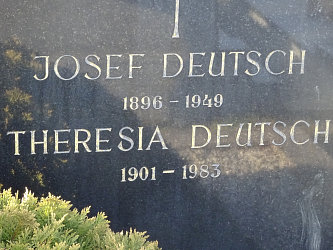 JOSEF DEUTSCH
1896 - 1949
THERESIA DEUTSCH
1901 - 1983